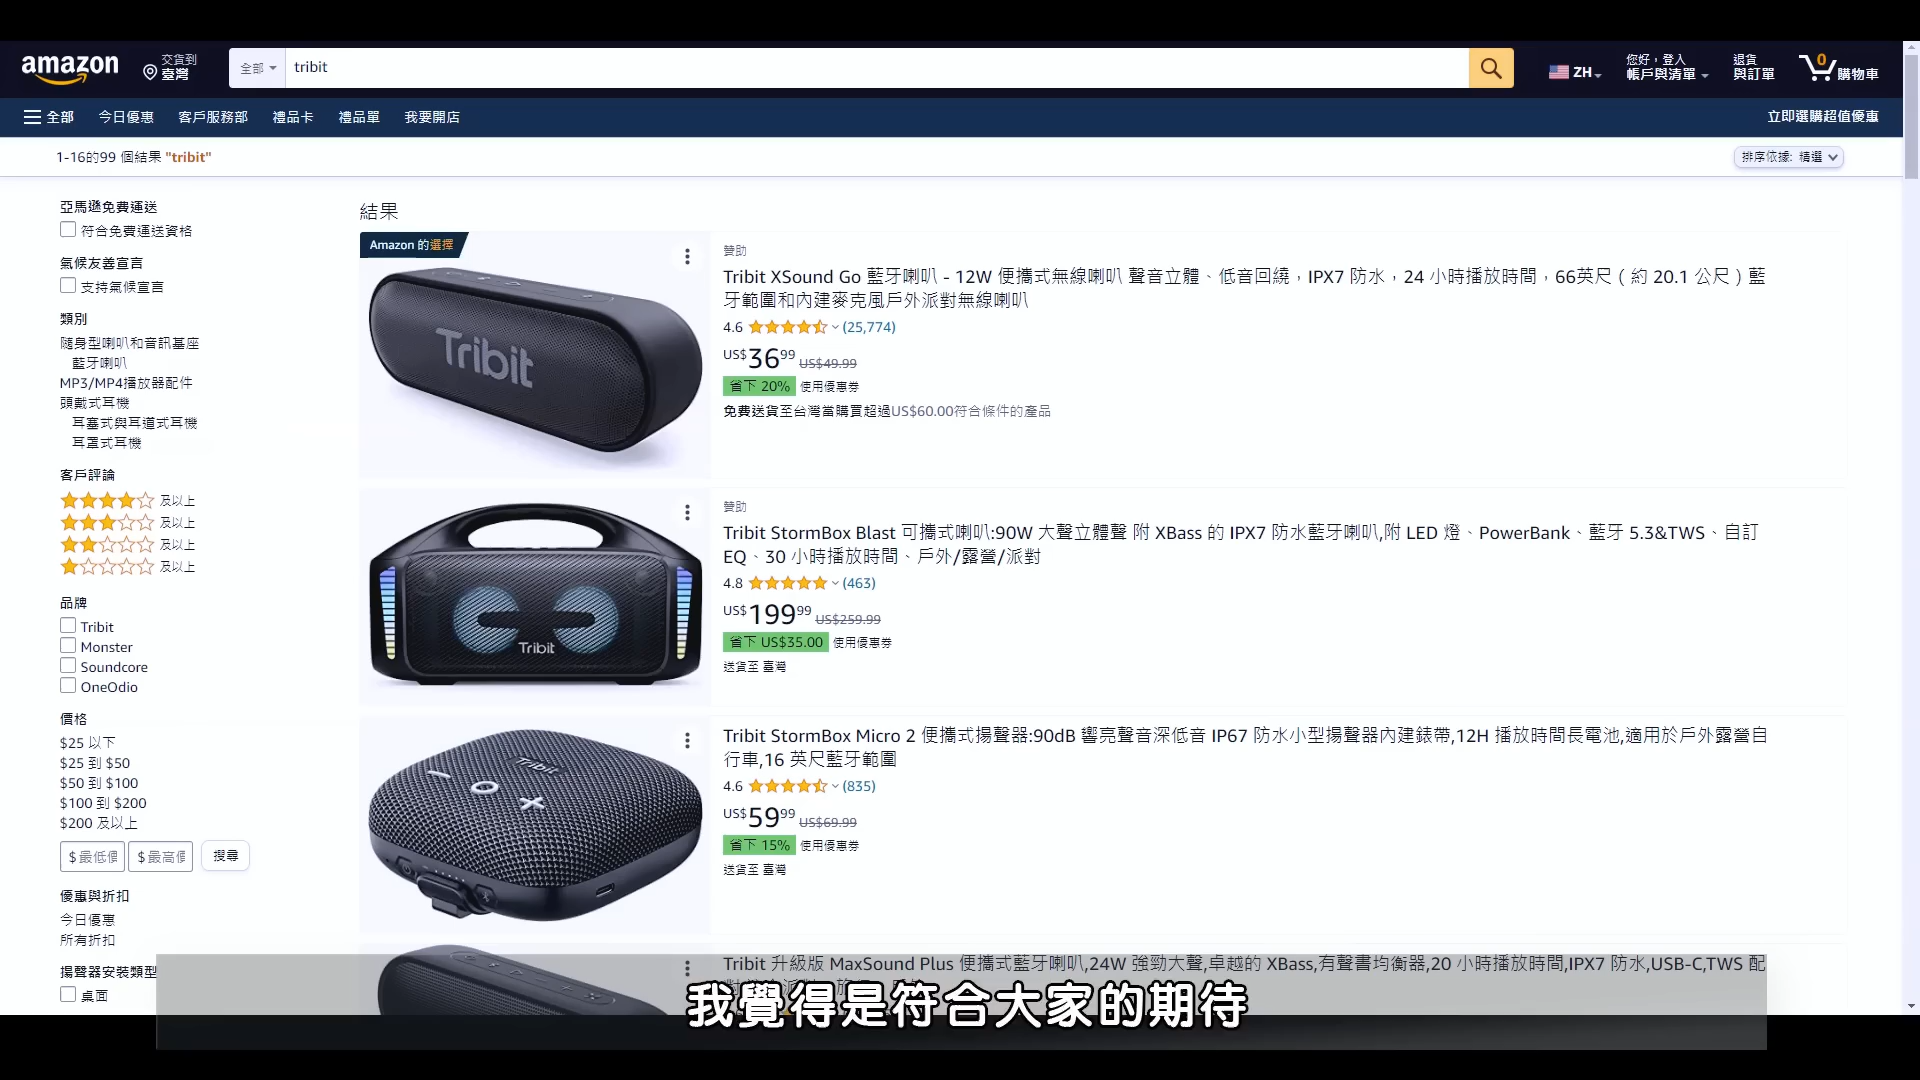 amazon
交貨到
臺灣
全部
tribit
ZH
您好，登入
帳戶與清單
退貨
與訂單
0
購物車
全部
今日優惠
客戶服務部
禮品卡
禮品單
我要開店
立即選購超值優惠
1-16的99 個結果 "tribit"
排序依據: 精選
亞馬遜免費運送
符合免費運送資格
氣候友善宣言
支持氣候宣言
類別
隨身型喇叭和音訊基座
藍牙喇叭
MP3/MP4播放器配件
頭戴式耳機
耳塞式與耳道式耳機
耳罩式耳機
客戶評論
及以上
及以上
及以上
及以上
品牌
Tribit
Monster
Soundcore
OneOdio
價格
$25 以下
$25 到 $50
$50 到 $100
$100 到 $200
$200 及以上
$ 最低
$ 最高
搜尋
優惠與折扣
今日優惠
所有折扣
揚聲器安裝類型
桌面
結果
Amazon 的選擇
Tribit
贊助
Tribit XSound Go 藍牙喇叭 - 12W 便攜式無線喇叭 聲音立體、低音回繞，IPX7 防水，24 小時播放時間，66英尺（約 20.1 公尺）藍
牙範圍和內建麥克風戶外派對無線喇叭
4.6 (25,774)
US$36.99 US$49.99
省下 20% 使用優惠券
免費送貨至台灣當購買超過US$60.00符合條件的產品
Tribit
贊助
Tribit StormBox Blast 可攜式喇叭:90W 大聲立體聲 附 XBass 的 IPX7 防水藍牙喇叭,附 LED 燈、PowerBank、藍牙 5.3&TWS、自訂
EQ、30 小時播放時間、戶外/露營/派對
4.8 (463)
US$199.99 US$259.99
省下 US$35.00 使用優惠券
送貨至 臺灣
Tribit
Tribit StormBox Micro 2 便攜式揚聲器:90dB 響亮聲音深低音 IP67 防水小型揚聲器內建錶帶,12H 播放時間長電池,適用於戶外露營自
行車,16 英尺藍牙範圍
4.6 (835)
US$59.99 US$69.99
省下 15% 使用優惠券
送貨至 臺灣
Tribit 升級版 MaxSound Plus 便攜式藍牙喇叭,24W 強勁大聲,卓越的 XBass,有聲書均衡器,20 小時播放時間,IPX7 防水,USB-C,TWS 配
我覺得是符合大家的期待